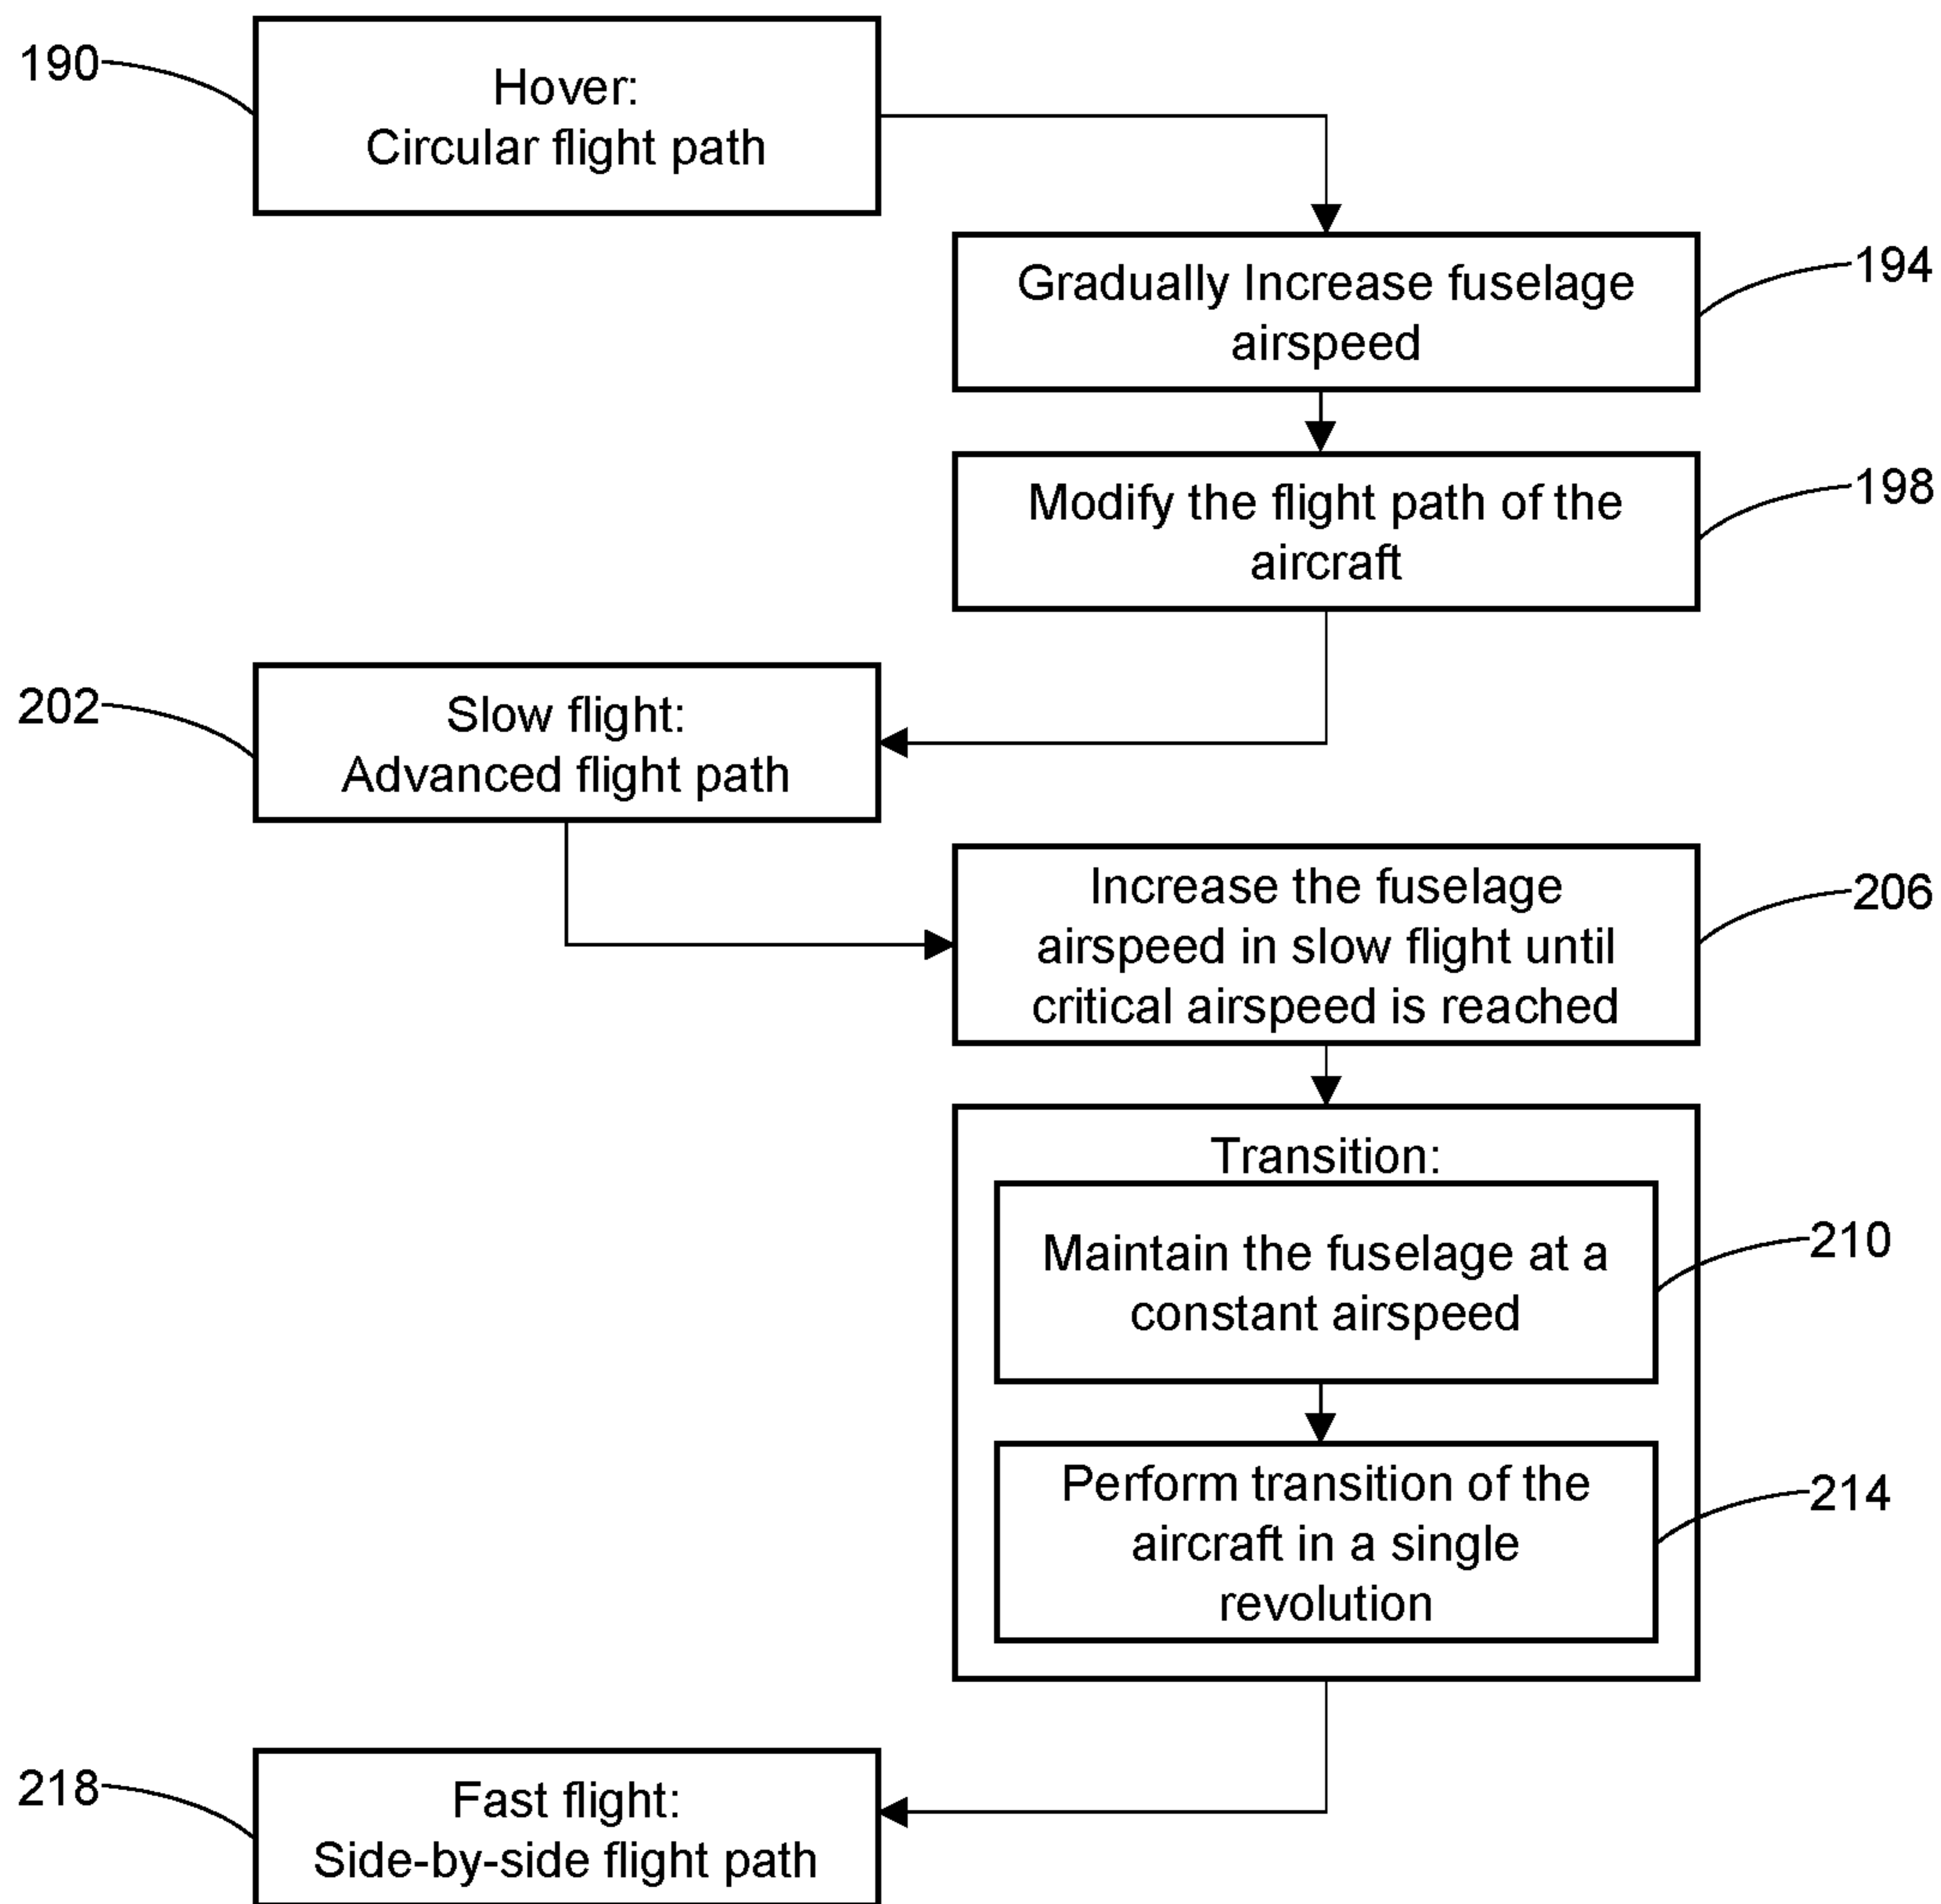 190
Hover:
Circular flight path
Gradually Increase fuselage
airspeed
194
Modify the flight path of the
aircraft
198
202
Slow flight:
Advanced flight path
Increase the fuselage
airspeed in slow flight until
critical airspeed is reached
206
Transition:
Maintain the fuselage at a
constant airspeed
210
Perform transition of the
aircraft in a single
revolution
214
218
Fast flight:
Side-by-side flight path